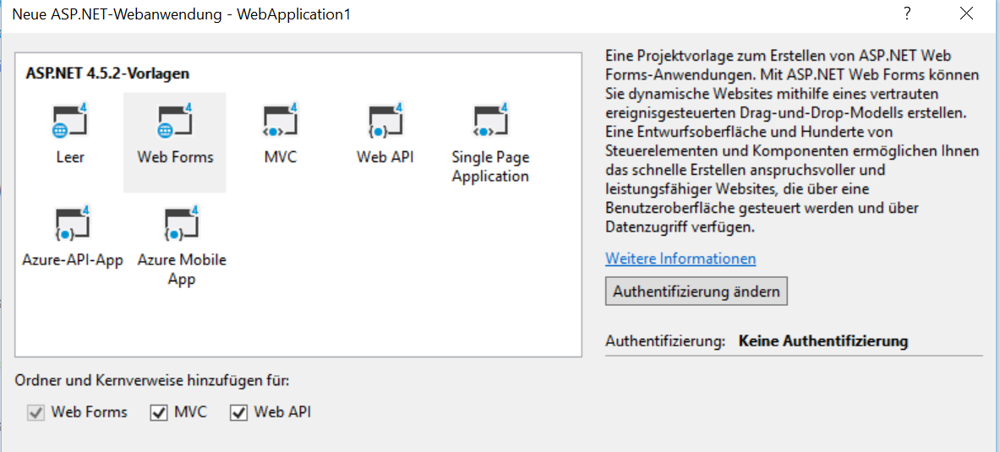 Neue ASP.NET-Webanwendung - WebApplication1
?
ASP.NET 4.5.2-Vorlagen
4 4 4 4 4
Leer Web Forms MVC Web API Single Page
Application
4 4
Azure-API-App Azure Mobile
App
Eine Projektvorlage zum Erstellen von ASP.NET Web
Forms-Anwendungen. Mit ASP.NET Web Forms können
Sie dynamische Websites mithilfe eines vertrauten
ereignisgesteuerten Drag-und-Drop-Modells erstellen.
Eine Entwurfsoberfläche und Hunderte von
Steuerelementen und Komponenten ermöglichen Ihnen
das schnelle Erstellen anspruchsvoller und
leistungsfähiger Websites, die über eine
Benutzeroberfläche gesteuert werden und über
Datenzugriff verfügen.
Weitere Informationen
Authentifizierung ändern
Authentifizierung: Keine Authentifizierung
Ordner und Kernverweise hinzufügen für:
Web Forms MVC Web API